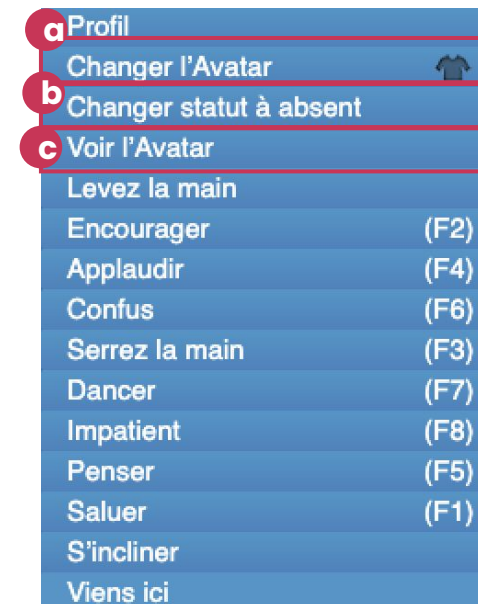 a Profil
Changer l'Avatar
b
Changer statut à absent
c Voir l'Avatar
Levez la main
Encourager (F2)
Applaudir (F4)
Confus (F6)
Serrez la main (F3)
Dancer (F7)
Impatient (F8)
Penser (F5)
Saluer (F1)
S'incliner
Viens ici